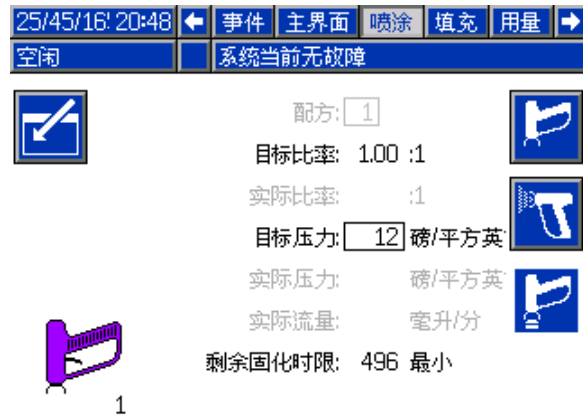 25/45/16! 20:48 事件 主界面 喷涂 填充 用量
空闲 系统当前无故障
配方: 1
目标比率: 1.00 :1
实际比率: :1
目标压力: 12 磅/平方英
实际压力: 磅/平方英
实际流量: 毫升/分
剩余固化时限: 496 最小
1